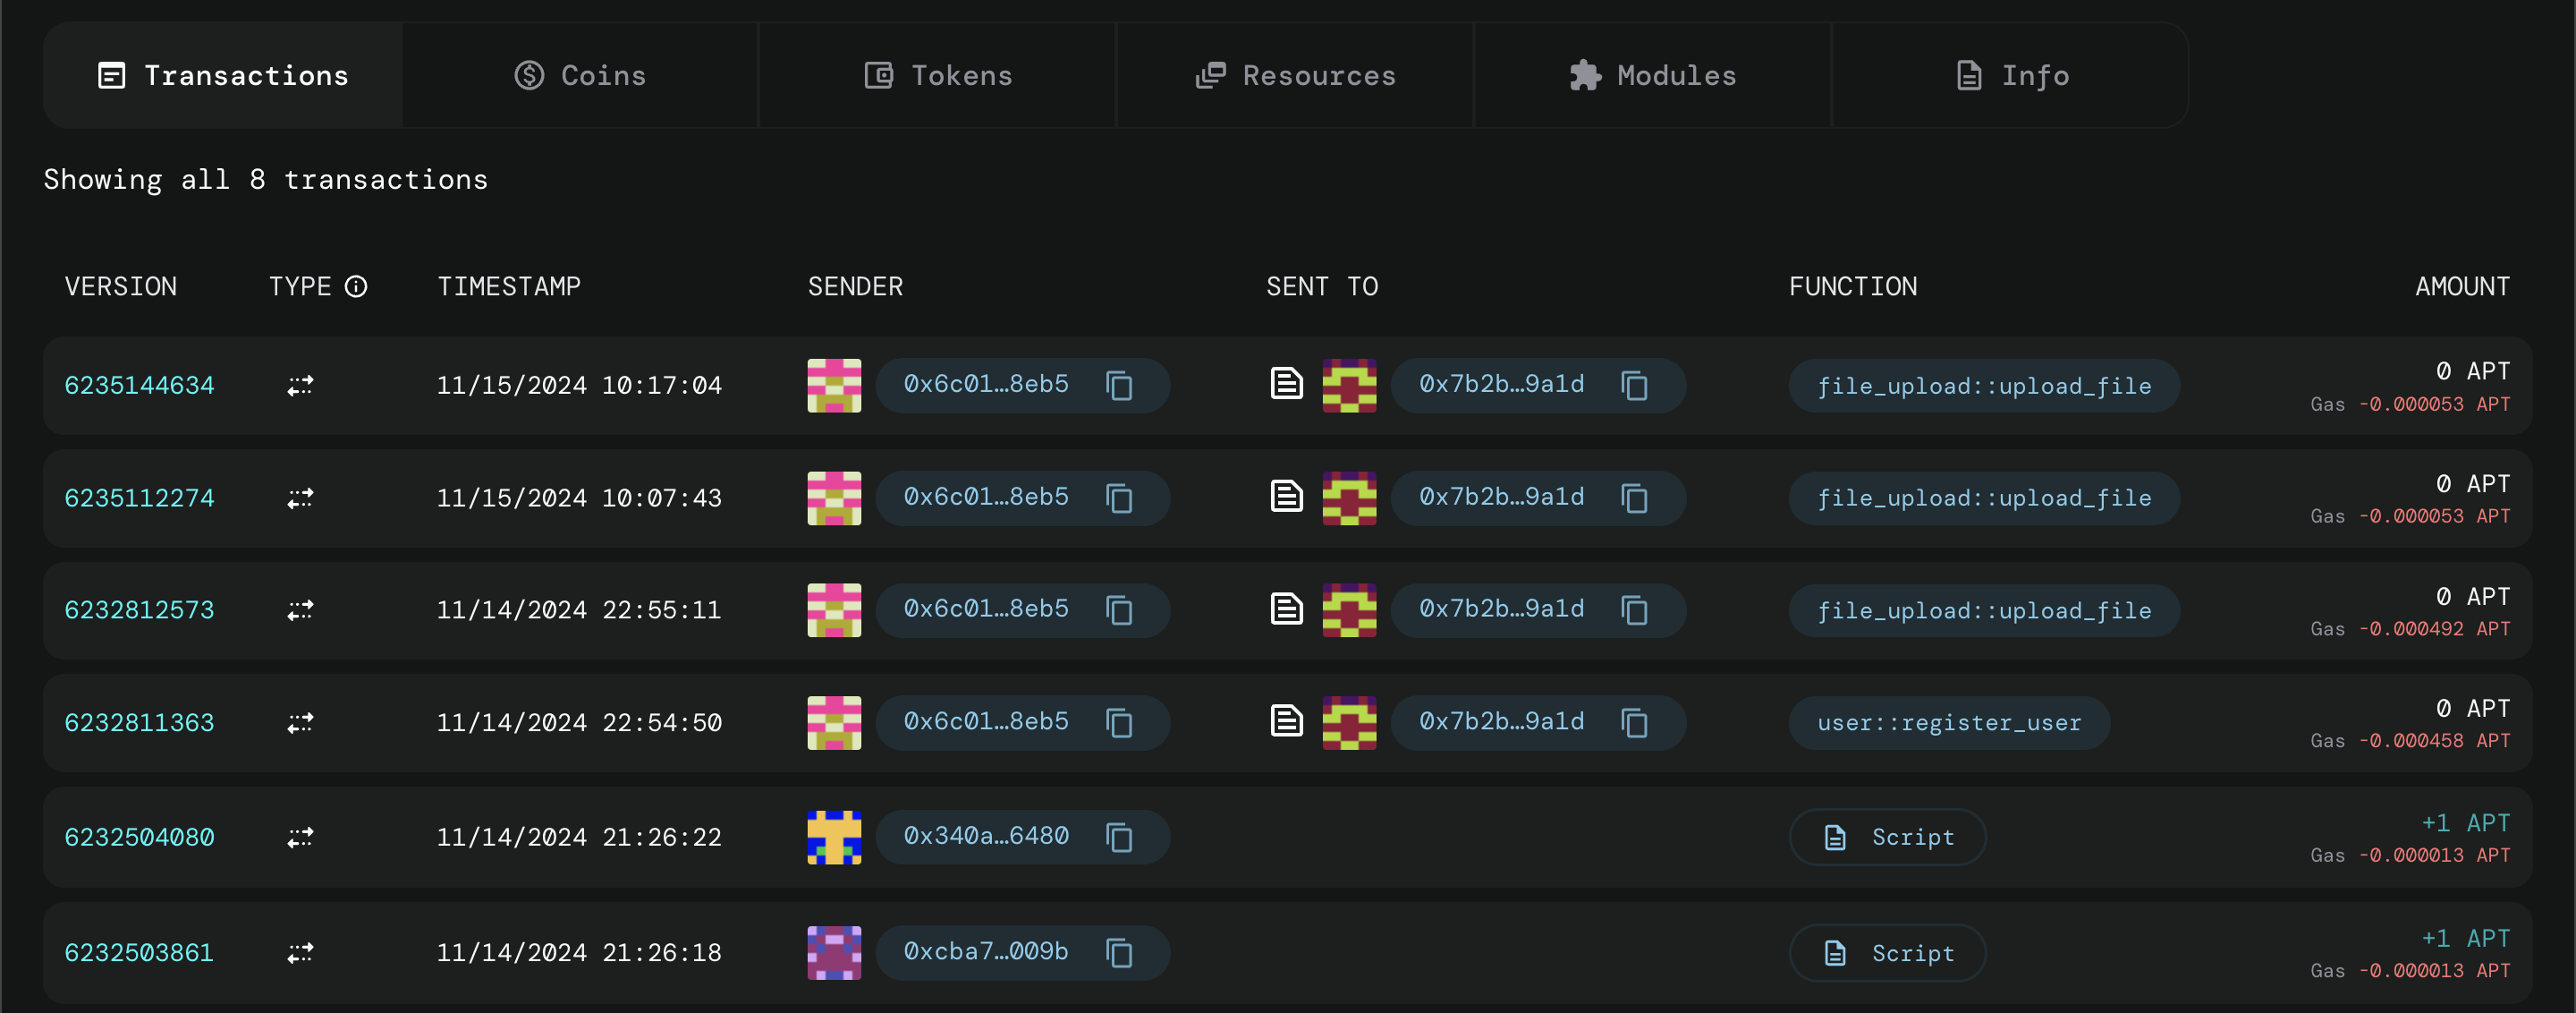 Transactions Coins Tokens Resources Modules Info
Showing all 8 transactions
VERSION TYPE TIMESTAMP SENDER SENT TO FUNCTION AMOUNT
6235144634 11/15/2024 10:17:04 0x6c01…8eb5 0x7b2b…9a1d file_upload::upload_file 0 APT
Gas -0.000053 APT
6235112274 11/15/2024 10:07:43 0x6c01…8eb5 0x7b2b…9a1d file_upload::upload_file 0 APT
Gas -0.000053 APT
6232812573 11/14/2024 22:55:11 0x6c01…8eb5 0x7b2b…9a1d file_upload::upload_file 0 APT
Gas -0.000492 APT
6232811363 11/14/2024 22:54:50 0x6c01…8eb5 0x7b2b…9a1d user::register_user 0 APT
Gas -0.000458 APT
6232504080 11/14/2024 21:26:22 0x340a…6480 Script +1 APT
Gas -0.000013 APT
6232503861 11/14/2024 21:26:18 0xcba7…009b Script +1 APT
Gas -0.000013 APT